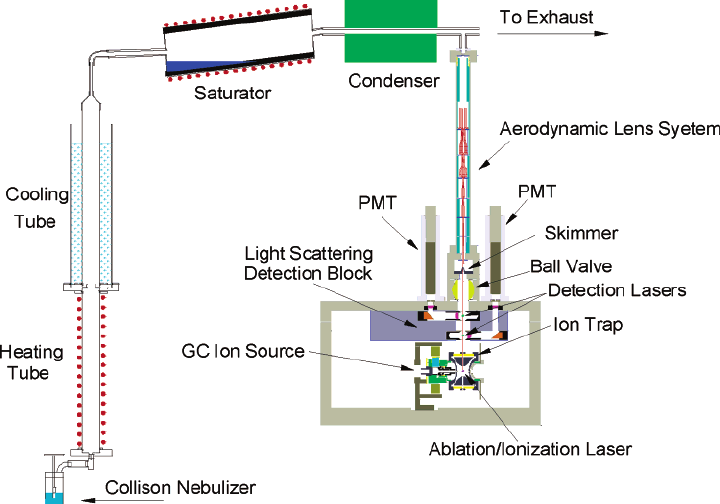 To Exhaust
Saturator
Condenser
Aerodynamic Lens Syetem
Cooling
Tube
PMT
PMT
Skimmer
Light Scattering
Detection Block
Ball Valve
Detection Lasers
Ion Trap
Heating
Tube
GC Ion Source
Ablation/Ionization Laser
Collison Nebulizer